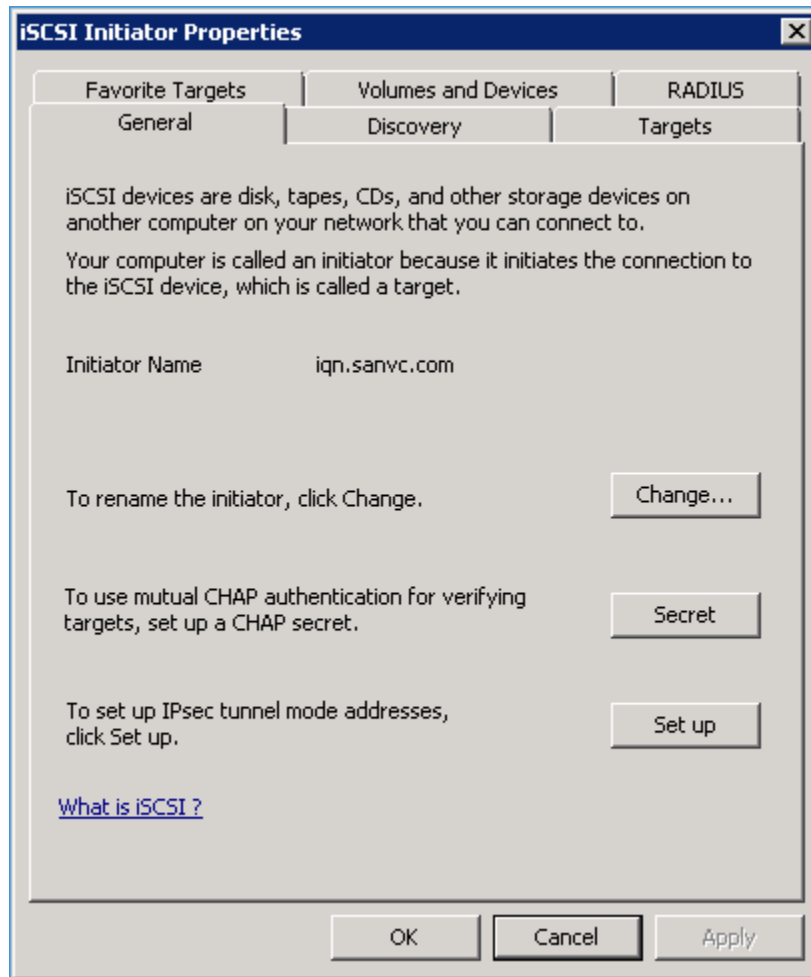 iSCSI Initiator Properties
Favorite Targets Volumes and Devices RADIUS
General Discovery Targets
iSCSI devices are disk, tapes, CDs, and other storage devices on
another computer on your network that you can connect to.
Your computer is called an initiator because it initiates the connection to
the iSCSI device, which is called a target.
Initiator Name iqn.sanvc.com
To rename the initiator, click Change. Change...
To use mutual CHAP authentication for verifying
targets, set up a CHAP secret.
Secret
To set up IPsec tunnel mode addresses,
click Set up.
Set up
What is iSCSI ?
OK Cancel Apply